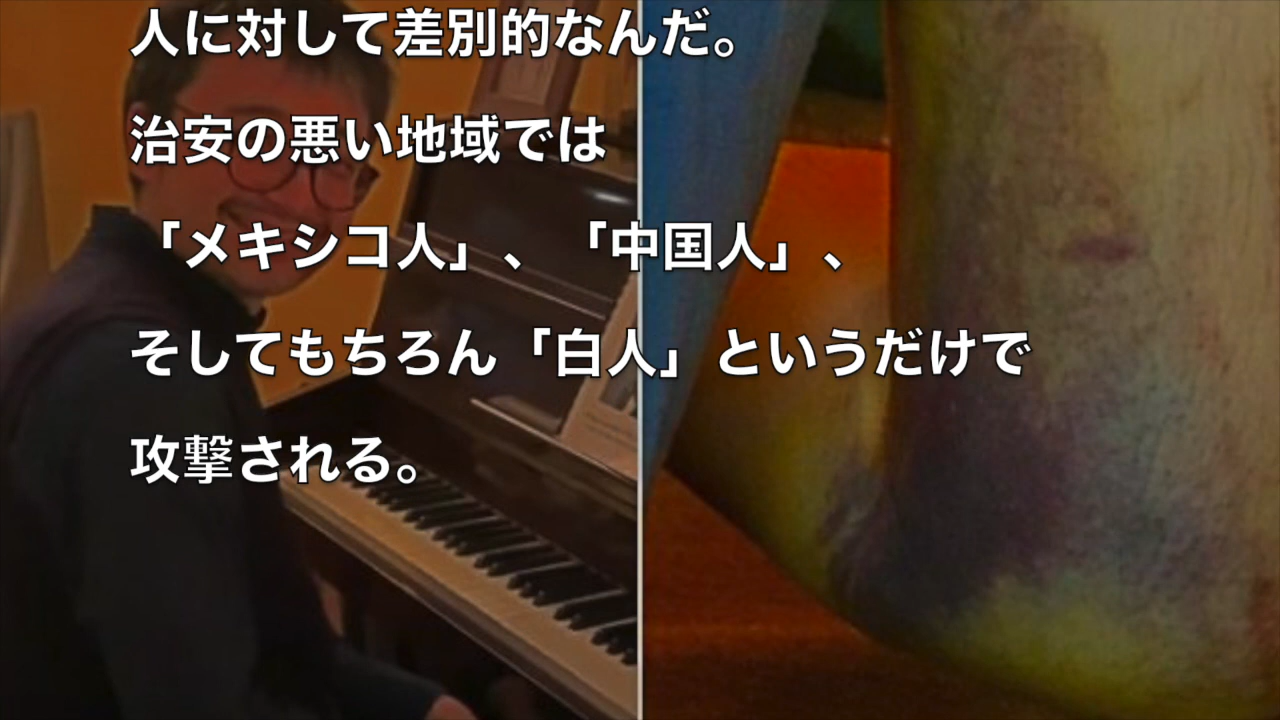 人に対して差別的なんだ。
治安の悪い地域では
「メキシコ人」、「中国人」、
そしてもちろん「白人」というだけで
攻撃される。